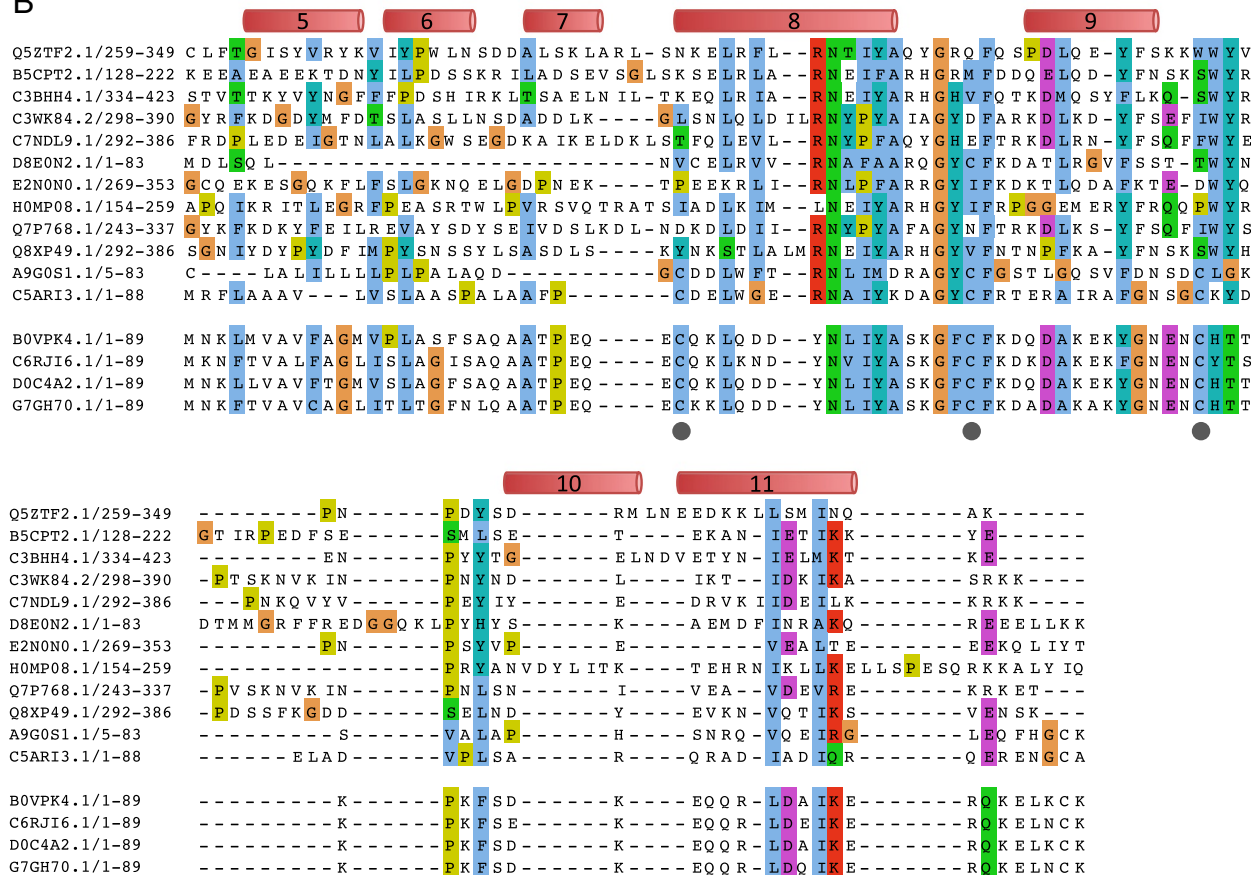 B
5 6 7 8 9
Q5ZTF2.1/259-349 CLFTGISYVRYKVIYPWLNSDDALSKLARL-SNKELRFL--RNTIYAQYGRQFQSPDLQE-YFSKKWWYV
B5CPT2.1/128-222 KEEAEAEEKTDNYILPDSSKRILADSEVSGLSKSELRLA--RNEIFARHGRMFDDQELQD-YFNSKSWYR
C3BHH4.1/334-423 STVTTKYVYNGFFFPDSHIRKLTSAELNIL-TKEQLRIA--RNEIYARHGHVFQTKDMQSYFLKQ-SWYR
C3WK84.2/298-390 GYRFKDGDYMFDTSLASLLNSDADDLK----GLSNLQLDILRNYPYAIAGYDFARKDLKD-YFSEFIWYR
C7NDL9.1/292-386 FRDPLEDEIGTNLALKGWSEGDKAIKELDKLSTFQLEVL--RNYPFAQYGHEFTRKDLRN-YFSQFFWYE
D8E0N2.1/1-83 MDLSQL-------------------------NVCELRVV--RNAFAARQGYCFKDATLRGVFSST-TWYN
E2N0N0.1/269-353 GCQEKESGQKFLFSLGKNQELGDPNEK----TPEEKRLI--RNLPFARRGYIFKDKTLQDAFKTE-DWYQ
H0MP08.1/154-259 APQIKRITLEGRFPEASRTWLPVRSVQTRATSIADLKIM--LNEIYARHGYIFRPGGEMERYFRQQPWYQ
Q7P768.1/243-337 GYKFKDKYFEILREVAYSDYSEIVDSLKDL-NDKLDLI--RNYPYAFAGYNFTRKDLKS-YFSQFIWYS
Q8XP49.1/292-386 SGNIYDYPYDFIMPYSNSSYLSASDLS----KYNKSTLALMRNEIYARHGYVFNTNPFKA-YFNSKSWYH
A9G0S1.1/5-83 C----LALILLLLPLPALAQD----------GCDDLWFT--RNLIMDRAGYCFGSTLGQSVFDNSDCLGK
C5ARI3.1/1-88 MRFLAAAV---LVSLAASPALAAFP-------CDELWGE--RNAIYKDAGYCFRTERAIRAFGNSGCKYD
B0VPK4.1/1-89 MNKLMVAVFAGMVPLASFSAQAATPEQ----ECQKLQDD--YNLIYASKGFCFKDQDAKEKYGNENCHTT
C6RJI6.1/1-89 MKNFTVALFAGLISLAGISAQAATPEQ----ECQKLKND--YNVIYASKGFCFKDKDAKEKFGNENCYTS
D0C4A2.1/1-89 MNKLLVAVFTGMVSLAGFSAQAATPEQ----ECQKLQDD--YNLIYASKGFCFKDQDAKEKYGNENCHTT
G7GH70.1/1-89 MNKFTVAVCAGLITLTGFNLQAATPEQ----ECKKLQDD--YNLIYASKGFCFKDADAKAKYGNENCHTT
10 11
Q5ZTF2.1/259-349 --------PN-------PDYSD------RMLNEEDKKLLLSMINQ-------AK------
B5CPT2.1/128-222 GTIRPEDFSE------SMLSE------T----EKAN-IETIKK-------YE------
C3BHH4.1/334-423 --------EN------PYYTG------ELNDVETYN-IELMKT-------KE------
C3WK84.2/298-390 -PTSKNVKIN------PNYND------L----IKT-IDKIKA-------SRKK----
C7NDL9.1/292-386 ---PNKQVYV------PEYIY------E----DRVKIIDEILK-------KRKK----
D8E0N2.1/1-83 DTMMGRFFREDGGQKLPYHYS------K----AEMDFINRAKQ-------REEELLKK
E2N0N0.1/269-353 --------PN------PSYVP------E--------VEALTE-------EEKQLIYT
H0MP08.1/154-259 ----------------PRYANVDYLITK----TEHRNIKLLKELLSPESQRKKALYIQ
Q7P768.1/243-337 -PVSKNVKIN------PNLSN------I----VEA-VDEVRE-------KRKET---
Q8XP49.1/292-386 -PDSSFKGDD------SELND------Y----EVKN-VQTIKS-------VENSK---
A9G0S1.1/5-83 ---------S------VALAP------H----SNRQ-VQEIRG-------LEQFHGCK
C5ARI3.1/1-88 ------ELAD------VPLSA------R----QRAD-IADIQR-------QERENGCA
B0VPK4.1/1-89 ---------K------PKFSD------K----EQQR-LDAIKE-------RQKELKCK
C6RJI6.1/1-89 ---------K------PKFSE------K----EQQR-LDEIKE-------RQKELNCK
D0C4A2.1/1-89 ---------K------PKFSD------K----EQQR-LDAIKE-------RQKELKCK
G7GH70.1/1-89 ---------K------PKFSD------K----EQQR-LDQIKE-------RQKELNCK